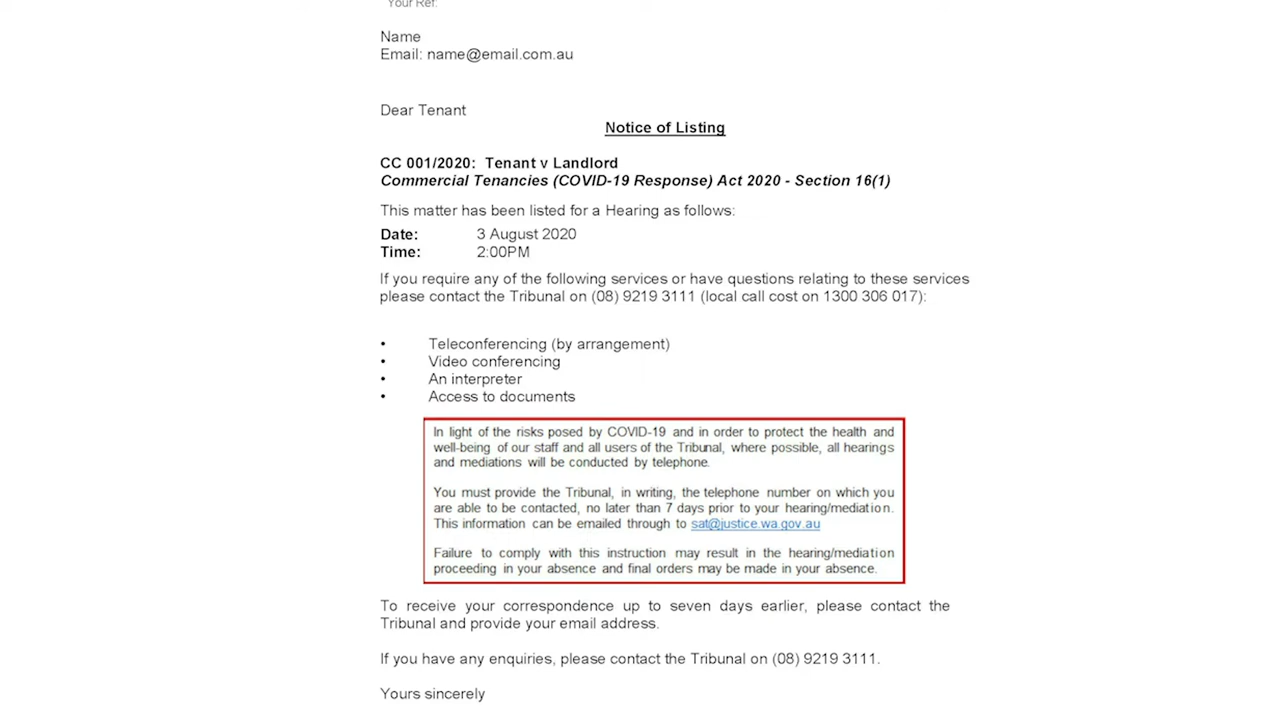 Your Ref:
Name
Email: name@email.com.au
Dear Tenant
Notice of Listing
CC 001/2020: Tenant v Landlord
Commercial Tenancies (COVID-19 Response) Act 2020 - Section 16(1)
This matter has been listed for a Hearing as follows:
Date: 3 August 2020
Time: 2:00PM
If you require any of the following services or have questions relating to these services
please contact the Tribunal on (08) 9219 3111 (local call cost on 1300 306 017):
• Teleconferencing (by arrangement)
• Video conferencing
• An interpreter
• Access to documents
In light of the risks posed by COVID-19 and in order to protect the health and
well-being of our staff and all users of the Tribunal, where possible, all hearings
and mediations will be conducted by telephone.
You must provide the Tribunal, in writing, the telephone number on which you
are able to be contacted, no later than 7 days prior to your hearing/mediation.
This information can be emailed through to sat@justice.wa.gov.au
Failure to comply with this instruction may result in the hearing/mediation
proceeding in your absence and final orders may be made in your absence.
To receive your correspondence up to seven days earlier, please contact the
Tribunal and provide your email address.
If you have any enquiries, please contact the Tribunal on (08) 9219 3111.
Yours sincerely